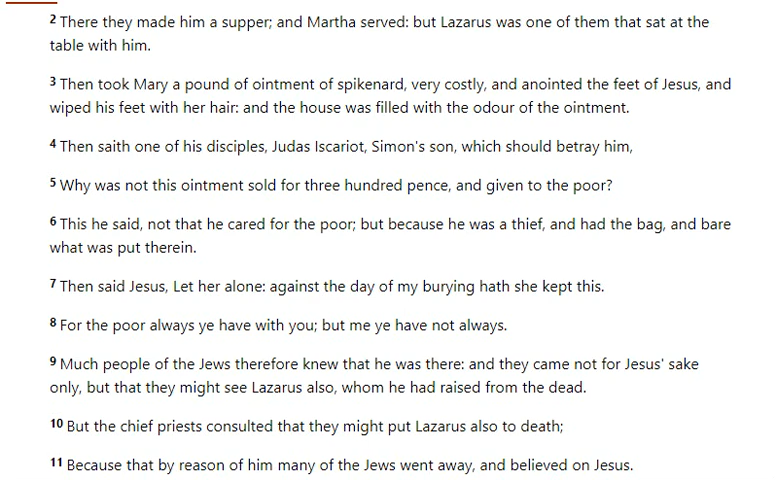 2 There they made him a supper; and Martha served: but Lazarus was one of them that sat at the
table with him.
3 Then took Mary a pound of ointment of spikenard, very costly, and anointed the feet of Jesus, and
wiped his feet with her hair: and the house was filled with the odour of the ointment.
4 Then saith one of his disciples, Judas Iscariot, Simon's son, which should betray him,
5 Why was not this ointment sold for three hundred pence, and given to the poor?
6 This he said, not that he cared for the poor; but because he was a thief, and had the bag, and bare
what was put therein.
7 Then said Jesus, Let her alone: against the day of my burying hath she kept this.
8 For the poor always ye have with you; but me ye have not always.
9 Much people of the Jews therefore knew that he was there: and they came not for Jesus' sake
only, but that they might see Lazarus also, whom he had raised from the dead.
10 But the chief priests consulted that they might put Lazarus also to death;
11 Because that by reason of him many of the Jews went away, and believed on Jesus.